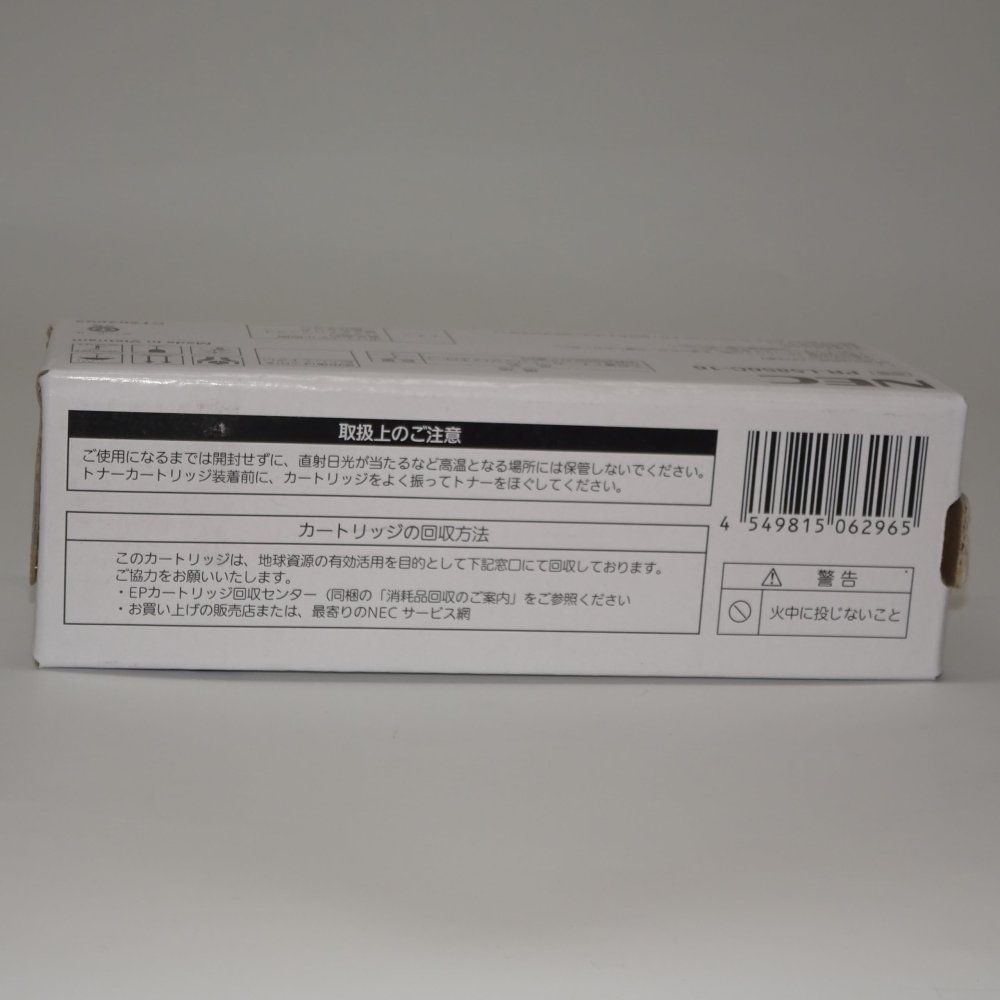 NEC
Made in Vietnam
取扱上のご注意
ご使用になるまでは開封せずに、直射日光が当たるなど高温となる場所には保管しないでください。
トナーカートリッジ装着前に、カートリッジをよく振ってトナーをほぐしてください。
カートリッジの回収方法
このカートリッジは、地球資源の有効活用を目的として下記窓口にて回収しております。
ご協力をお願いいたします。
・EPカートリッジ回収センター（同梱の「消耗品回収のご案内」をご参照ください
・お買い上げの販売店または、最寄りのNEC サービス網
4 549815 062965
警告
火中に投じないこと